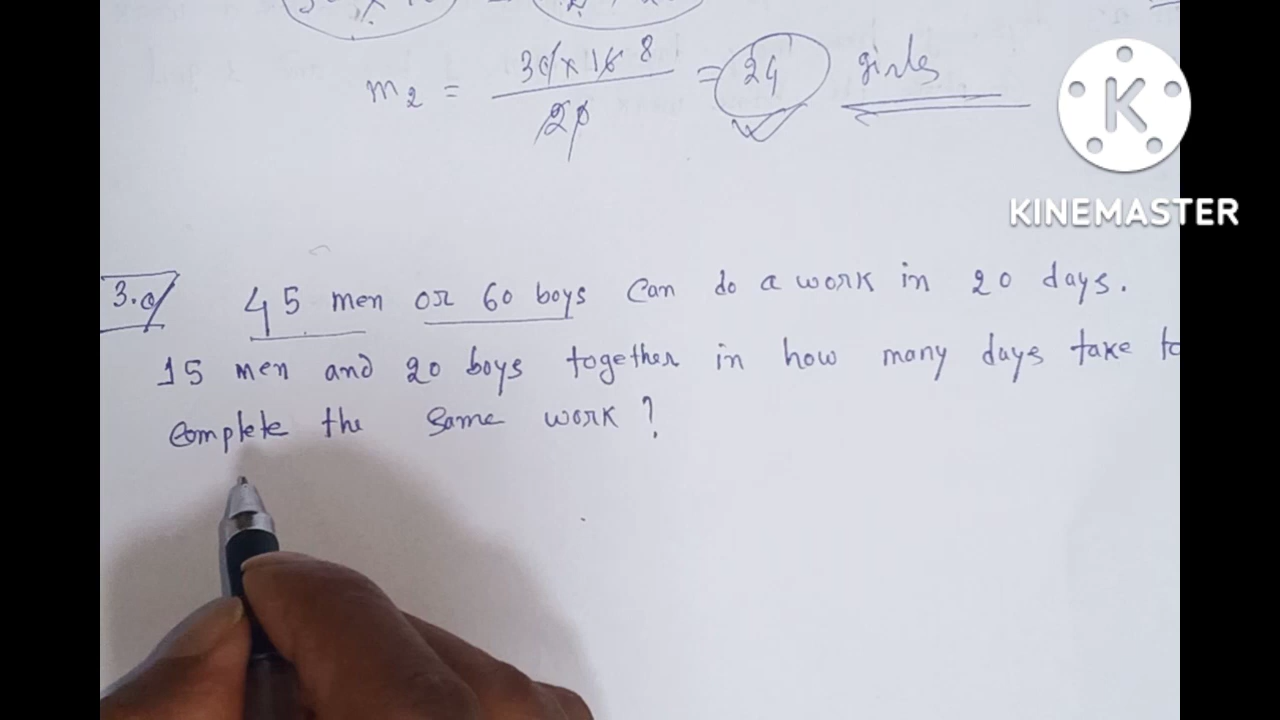 m2 = 30 x 16 8 / 20 = 24 girls
K
KINEMASTER
3.a/ 45 men or 60 boys can do a work in 20 days.
15 men and 20 boys together in how many days take to
complete the same work ?